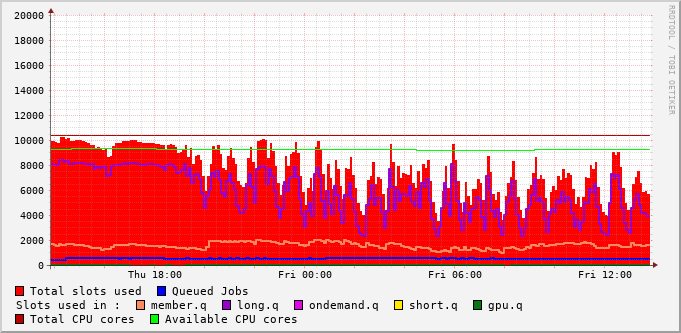 20000
18000
16000
14000
12000
10000
8000
6000
4000
2000
0
Thu 18:00 Fri 00:00 Fri 06:00 Fri 12:00
RRDTOOL / TOBI OETIKER
Total slots used Queued Jobs
Slots used in : member.q long.q ondemand.q short.q gpu.q
Total CPU cores Available CPU cores